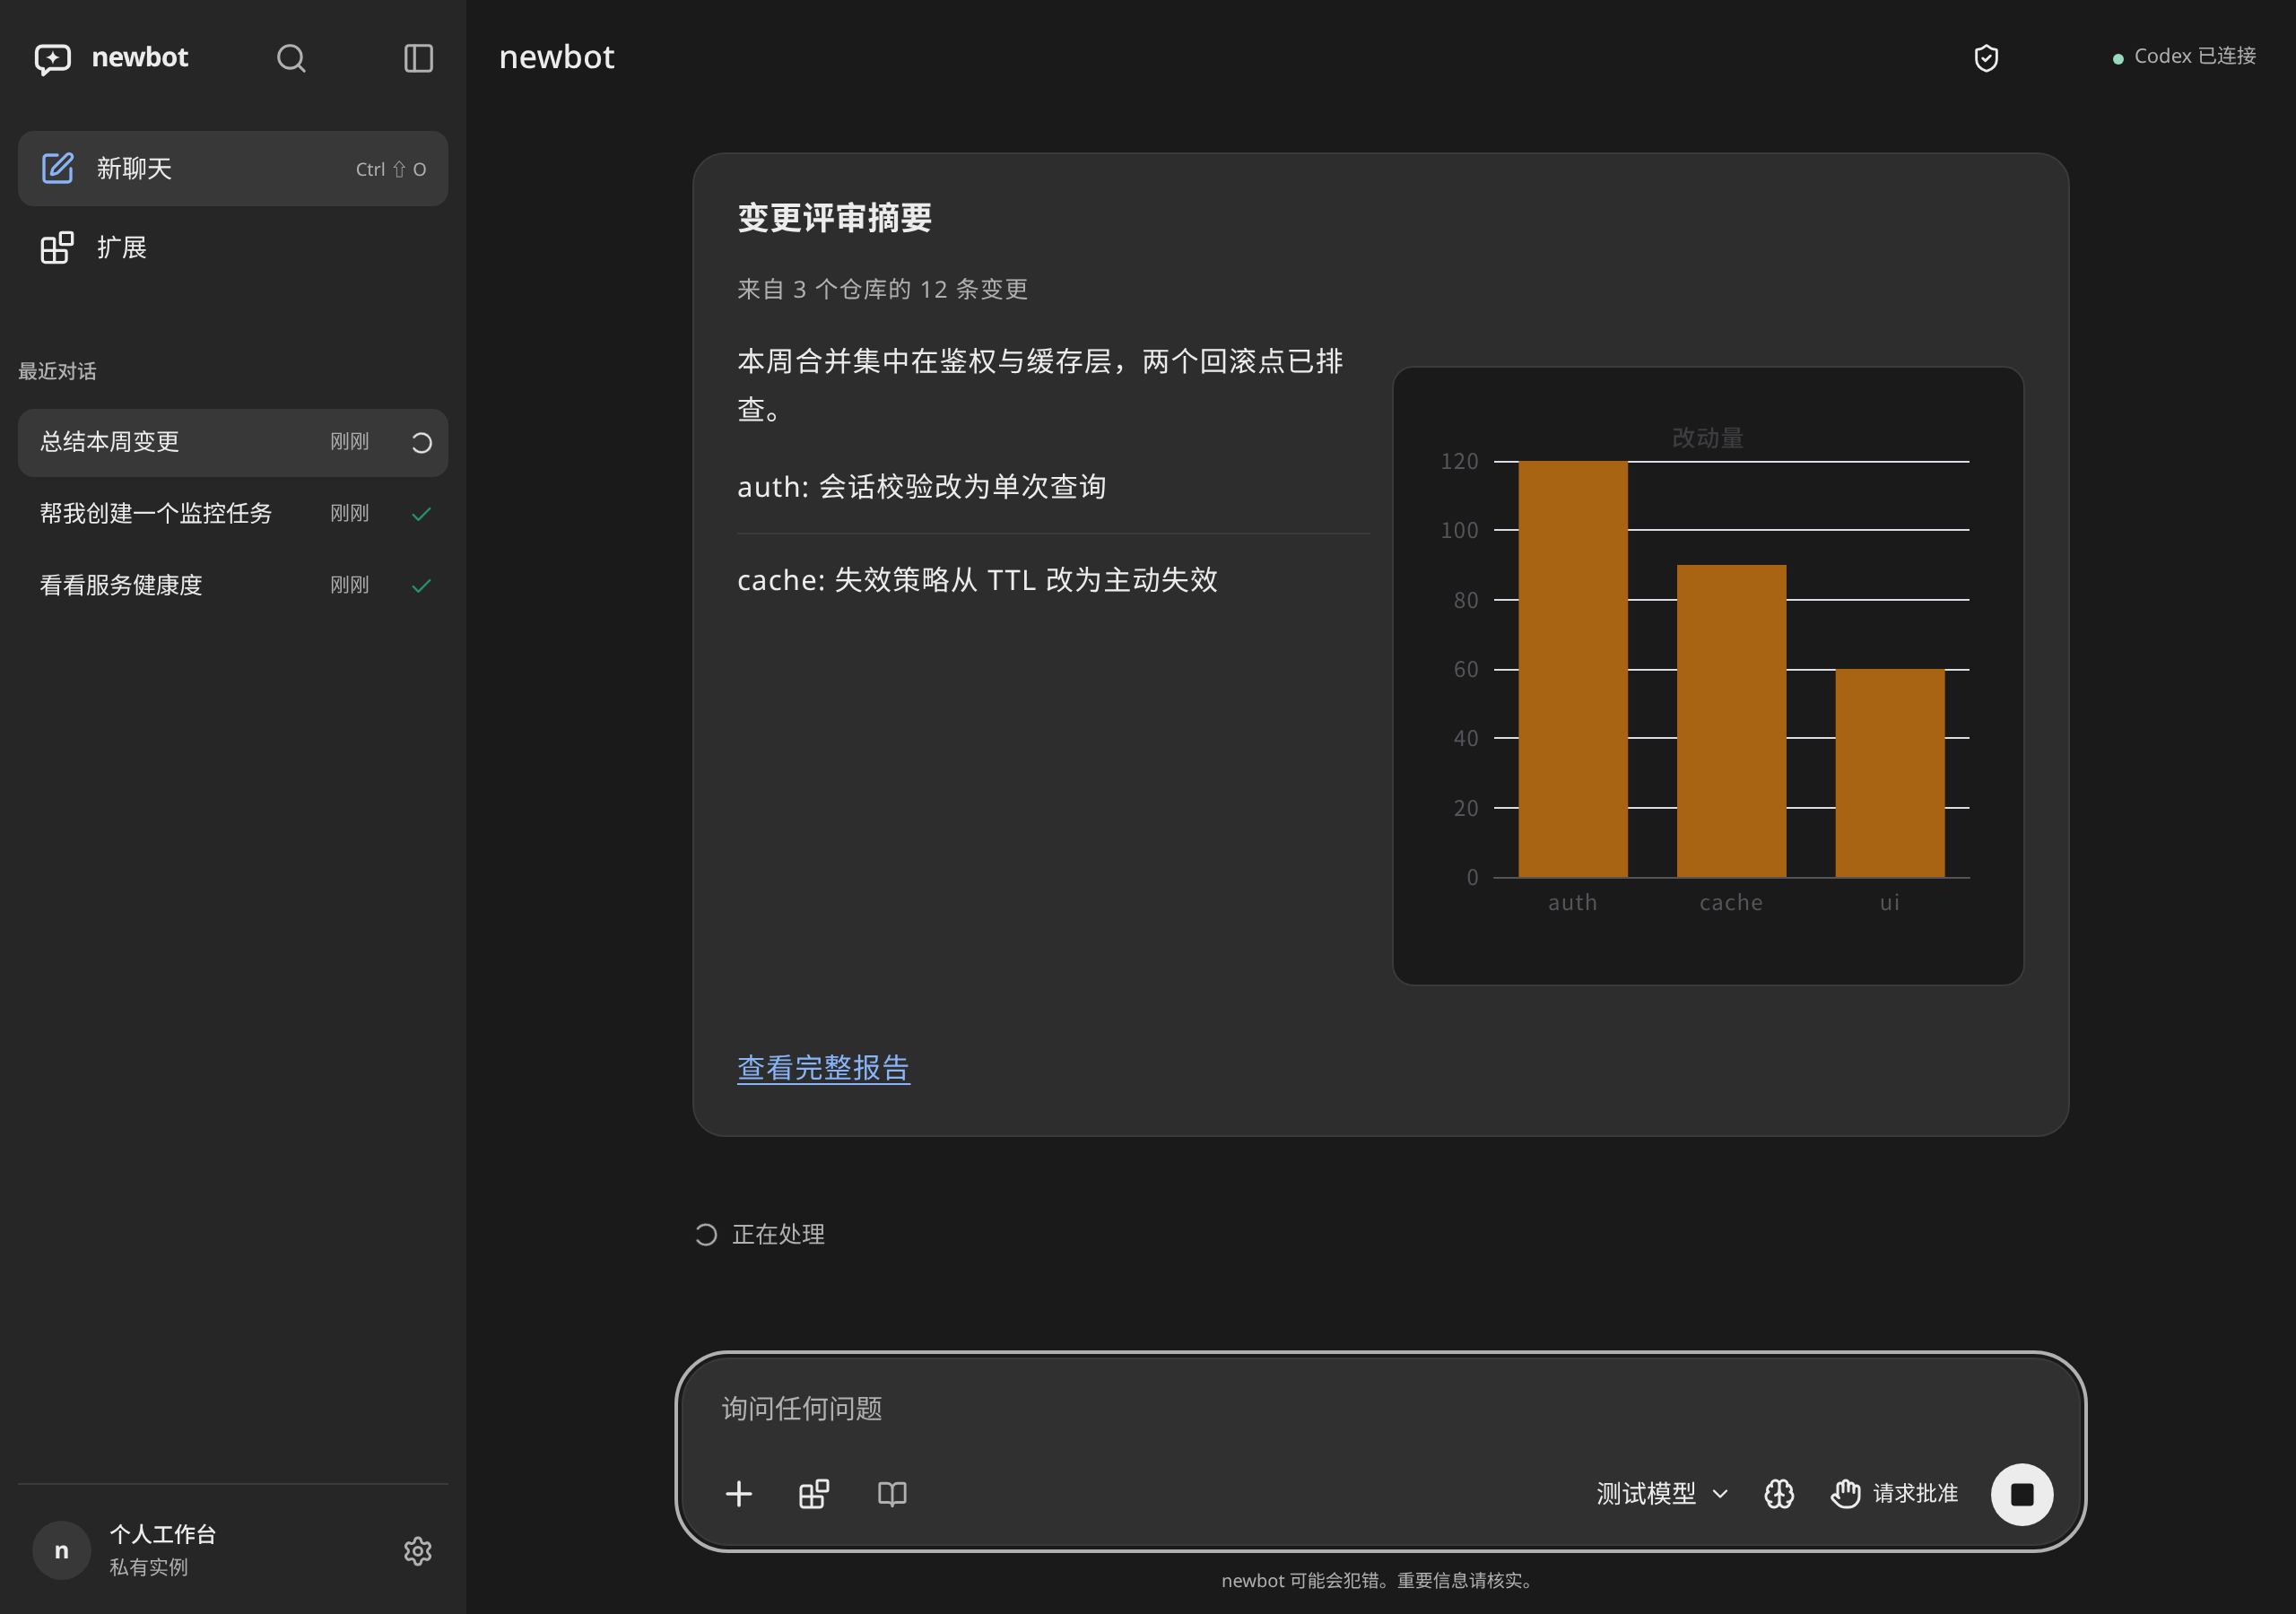 newbot
新聊天
Ctrl ⇧ O
扩展
最近对话
总结本周变更 刚刚
帮我创建一个监控任务 刚刚
看看服务健康度 刚刚
n
个人工作台
私有实例
newbot
Codex 已连接
变更评审摘要
来自 3 个仓库的 12 条变更
本周合并集中在鉴权与缓存层，两个回滚点已排
查。
auth: 会话校验改为单次查询
cache: 失效策略从 TTL 改为主动失效
改动量
120
100
80
60
40
20
0
auth cache ui
查看完整报告
正在处理
询问任何问题
测试模型 请求批准
newbot 可能会犯错。重要信息请核实。